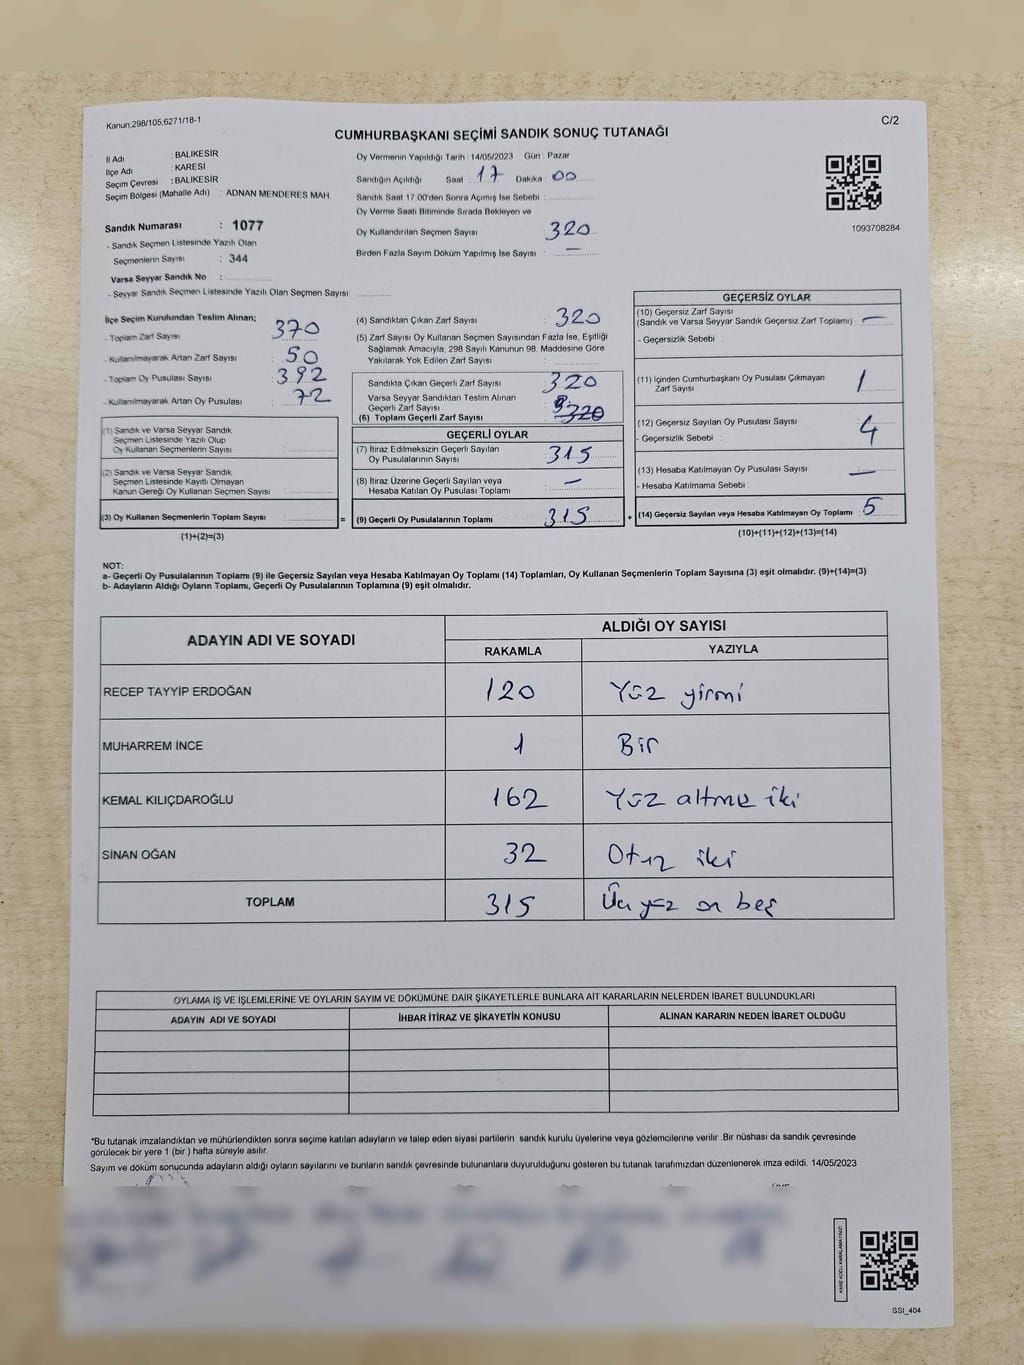 Kanun:298/105,6271/18-1
C/2
CUMHURBAŞKANI SEÇİMİ SANDIK SONUÇ TUTANAĞI
İl Adı : BALIKESİR
İlçe Adı : KARESİ
Seçim Çevresi : BALIKESİR
Seçim Bölgesi (Mahalle Adı) : ADNAN MENDERES MAH.
Sandık Numarası : 1077
- Sandık Seçmen Listesinde Yazılı Olan
Seçmenlerin Sayısı : 344
Varsa Seyyar Sandık No :
- Seyyar Sandık Seçmen Listesinde Yazılı Olan Seçmen Sayısı:
Oy Vermenin Yapıldığı Tarih :14/05/2023 Gün : Pazar
Sandığın Açıldığı Saat : 17 Dakika : 00
Sandık Saat 17.00'den Sonra Açılmış İse Sebebi :
Oy Verme Saati Bitiminde Sırada Bekleyen ve
Oy Kullandırılan Seçmen Sayısı : 320
Birden Fazla Sayım Döküm Yapılmış İse Sayısı : —
1093708284
İlçe Seçim Kurulundan Teslim Alınan;
- Toplam Zarf Sayısı : 370
- Kullanılmayarak Artan Zarf Sayısı : 50
- Toplam Oy Pusulası Sayısı : 392
- Kullanılmayarak Artan Oy Pusulası : 72
(1) Sandık ve Varsa Seyyar Sandık
Seçmen Listesinde Yazılı Olup
Oy Kullanan Seçmenlerin Sayısı :
(2) Sandık ve Varsa Seyyar Sandık
Seçmen Listesinde Kayıtlı Olmayan
Kanun Gereği Oy Kullanan Seçmen Sayısı :
(3) Oy Kullanan Seçmenlerin Toplam Sayısı :
(1)+(2)=(3)
=
(4) Sandıktan Çıkan Zarf Sayısı : 320
(5) Zarf Sayısı Oy Kullanan Seçmen Sayısından Fazla İse, Eşitliği
Sağlamak Amacıyla, 298 Sayılı Kanunun 98. Maddesine Göre
Yakılarak Yok Edilen Zarf Sayısı :
Sandıkta Çıkan Geçerli Zarf Sayısı : 320
Varsa Seyyar Sandıktan Teslim Alınan
Geçerli Zarf Sayısı
(6) Toplam Geçerli Zarf Sayısı : 320
GEÇERLİ OYLAR
(7) İtiraz Edilmeksizin Geçerli Sayılan
Oy Pusulalarının Sayısı : 315
(8) İtiraz Üzerine Geçerli Sayılan veya
Hesaba Katılan Oy Pusulası Toplamı : —
(9) Geçerli Oy Pusulalarının Toplamı : 315
+
GEÇERSİZ OYLAR
(10) Geçersiz Zarf Sayısı
(Sandık ve Varsa Seyyar Sandık Geçersiz Zarf Toplamı) : —
- Geçersizlik Sebebi :
(11) İçinden Cumhurbaşkanı Oy Pusulası Çıkmayan
Zarf Sayısı : 1
(12) Geçersiz Sayılan Oy Pusulası Sayısı : 4
- Geçersizlik Sebebi :
(13) Hesaba Katılmayan Oy Pusulası Sayısı : —
- Hesaba Katılmama Sebebi :
(14) Geçersiz Sayılan veya Hesaba Katılmayan Oy Toplamı : 5
(10)+(11)+(12)+(13)=(14)
NOT:
a- Geçerli Oy Pusulalarının Toplamı (9) ile Geçersiz Sayılan veya Hesaba Katılmayan Oy Toplamı (14) Toplamları, Oy Kullanan Seçmenlerin Toplam Sayısına (3) eşit olmalıdır. (9)+(14)=(3)
b- Adayların Aldığı Oyların Toplamı, Geçerli Oy Pusulalarının Toplamına (9) eşit olmalıdır.
ADAYIN ADI VE SOYADI ALDIĞI OY SAYISI
RAKAMLA YAZIYLA
RECEP TAYYİP ERDOĞAN 120 Yüz yirmi
MUHARREM İNCE 1 Bir
KEMAL KILIÇDAROĞLU 162 Yüz altmış iki
SİNAN OĞAN 32 Otuz iki
TOPLAM 315 Üçyüz on beş
OYLAMA İŞ VE İŞLEMLERİNE VE OYLARIN SAYIM VE DÖKÜMÜNE DAİR ŞİKAYETLERLE BUNLARA AİT KARARLARIN NELERDEN İBARET BULUNDUKLARI
ADAYIN ADI VE SOYADI İHBAR İTİRAZ VE ŞİKAYETİN KONUSU ALINAN KARARIN NEDEN İBARET OLDUĞU
*Bu tutanak imzalandıktan ve mühürlendikten sonra seçime katılan adayların ve talep eden siyasi partilerin sandık kurulu üyelerine veya gözlemcilerine verilir .Bir nüshası da sandık çevresinde
görülecek bir yere 1 (bir ) hafta süreyle asılır.
Sayım ve döküm sonucunda adayların aldığı oyların sayılarını ve bunların sandık çevresinde bulunanlara duyurulduğunu gösteren bu tutanak tarafımızdan düzenlenerek imza edildi. 14/05/2023
KARE KODU KARALAMAYINIZ!
SSI_404